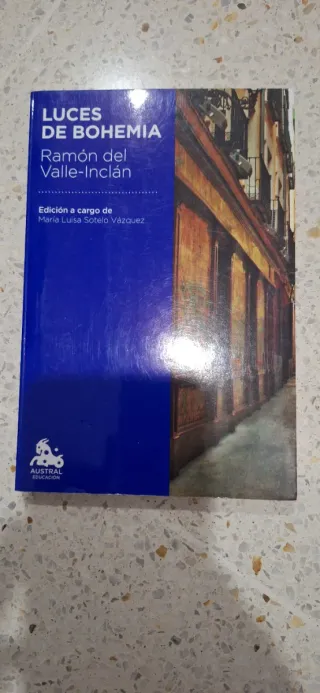 LUCES
DE BOHEMIA
Ramón del
Valle-Inclán
Edición a cargo de
María Luisa Sotelo Vázquez
AUSTRAL
EDUCACIÓN